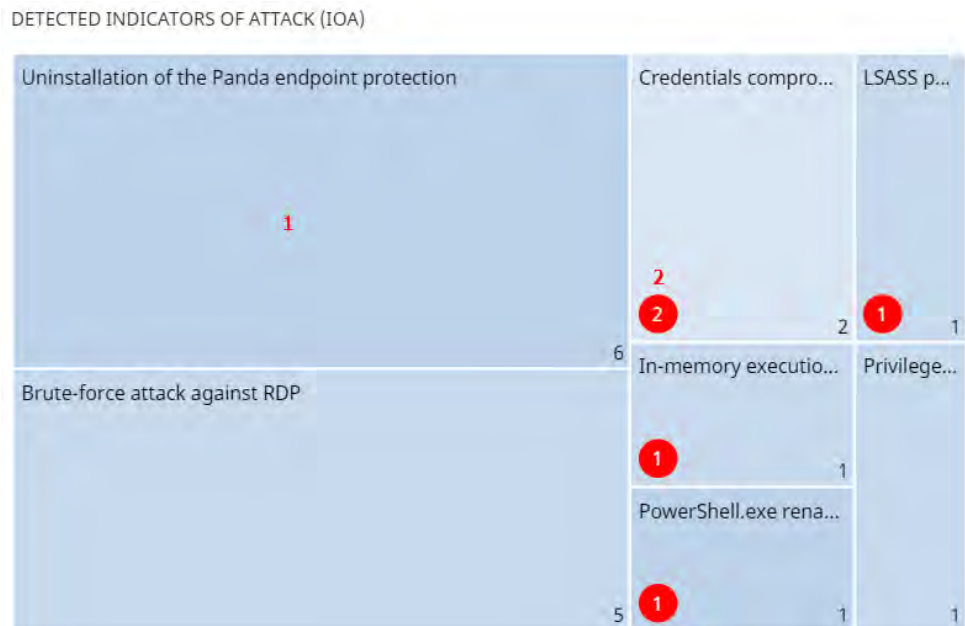 DETECTED INDICATORS OF ATTACK (IOA)
Uninstallation of the Panda endpoint protection
1
6
Credentials compro...
2
2
2
LSASS p...
1
1
Brute-force attack against RDP
5
In-memory executio...
1
1
Privilege...
1
PowerShell.exe rena...
1
1